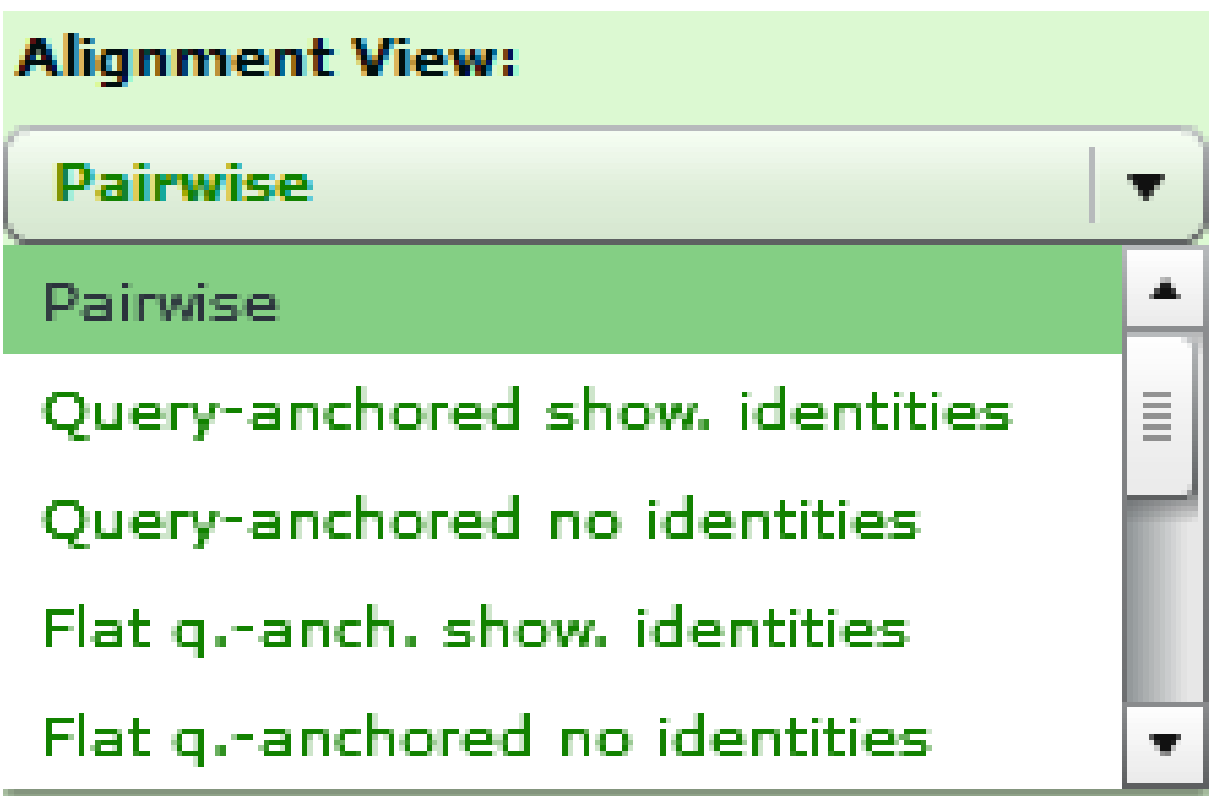 Alignment View:
Pairwise
Pairwise
Query-anchored show. identities
Query-anchored no identities
Flat q.-anch. show. identities
Flat q.-anchored no identities